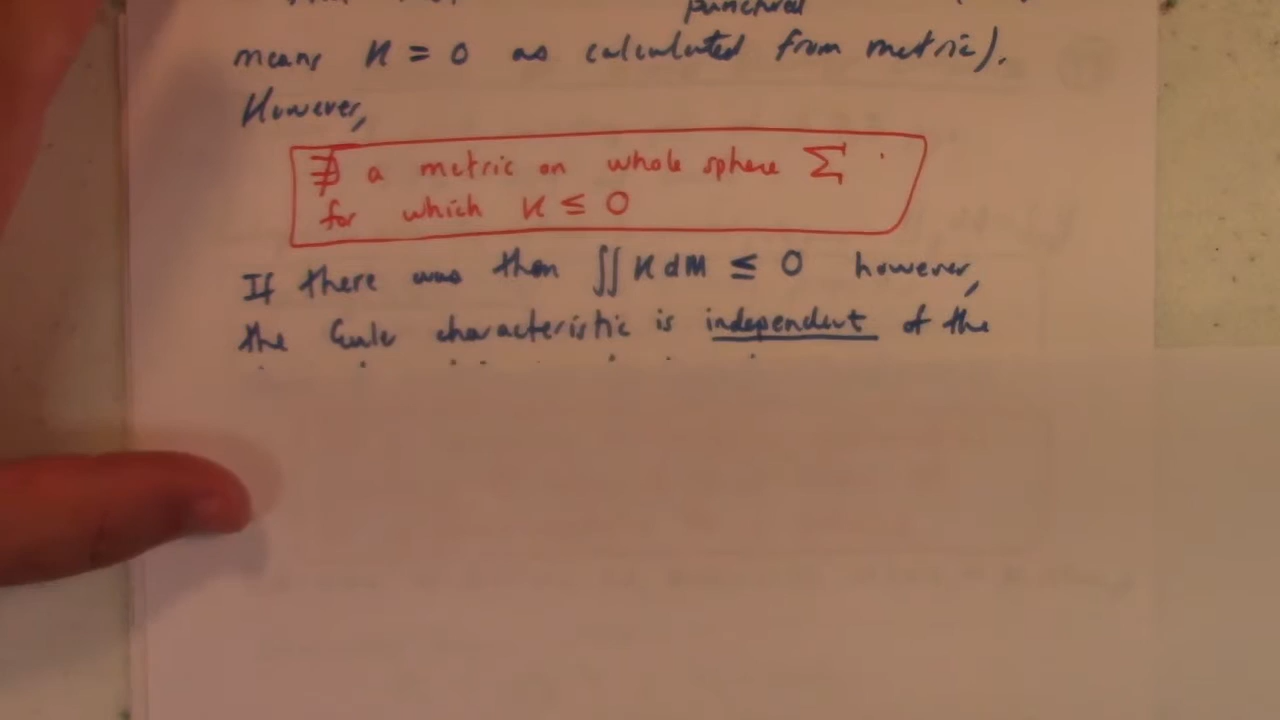 punctured
means K = 0 as calculated from metric).
However,
∄ a metric on whole sphere Σ
for which K ≤ 0
If there was then ∬ K dM ≤ 0 however,
the Euler characteristic is independent of the